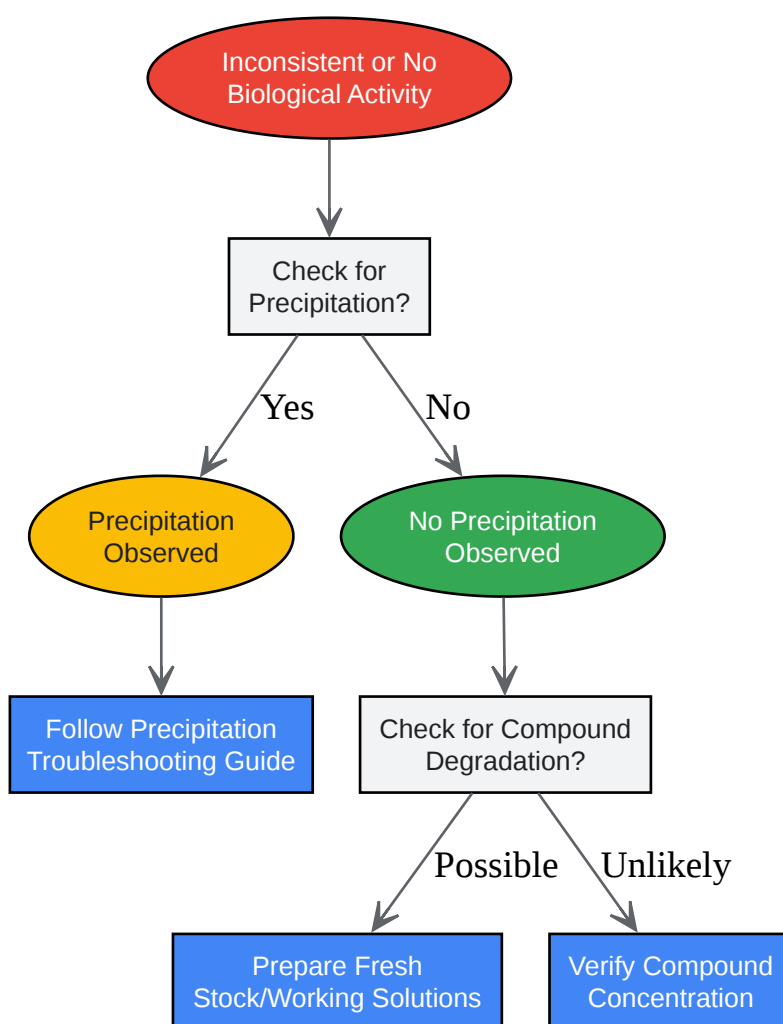 Inconsistent or No
Biological Activity
Check for
Precipitation?
Yes
No
Precipitation
Observed
No Precipitation
Observed
Follow Precipitation
Troubleshooting Guide
Check for Compound
Degradation?
Possible
Unlikely
Prepare Fresh
Stock/Working Solutions
Verify Compound
Concentration